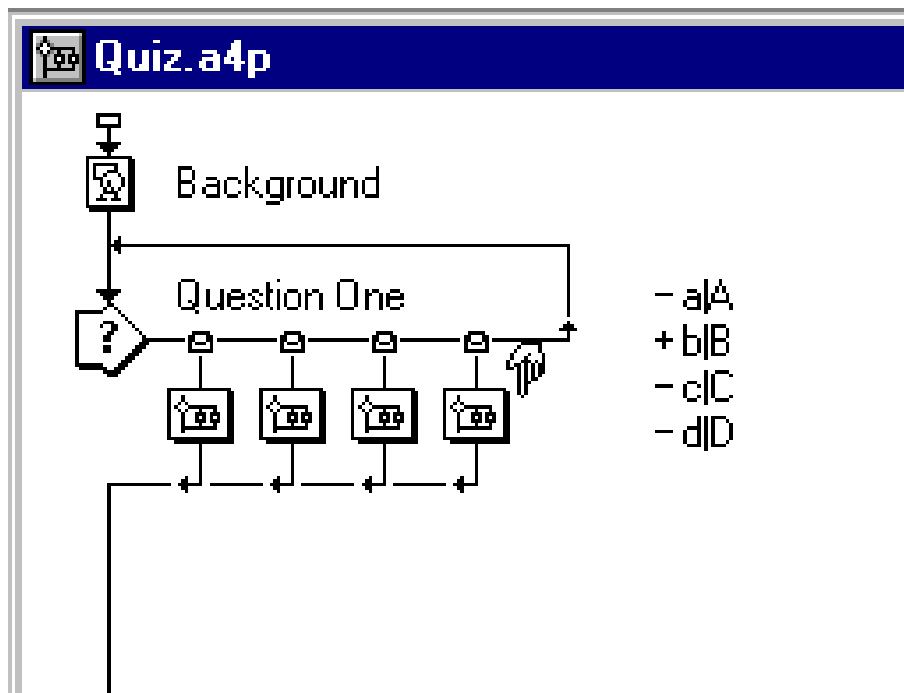 Quiz.a4p
Background
Question One
?
- a|A
+ b|B
- c|C
- d|D